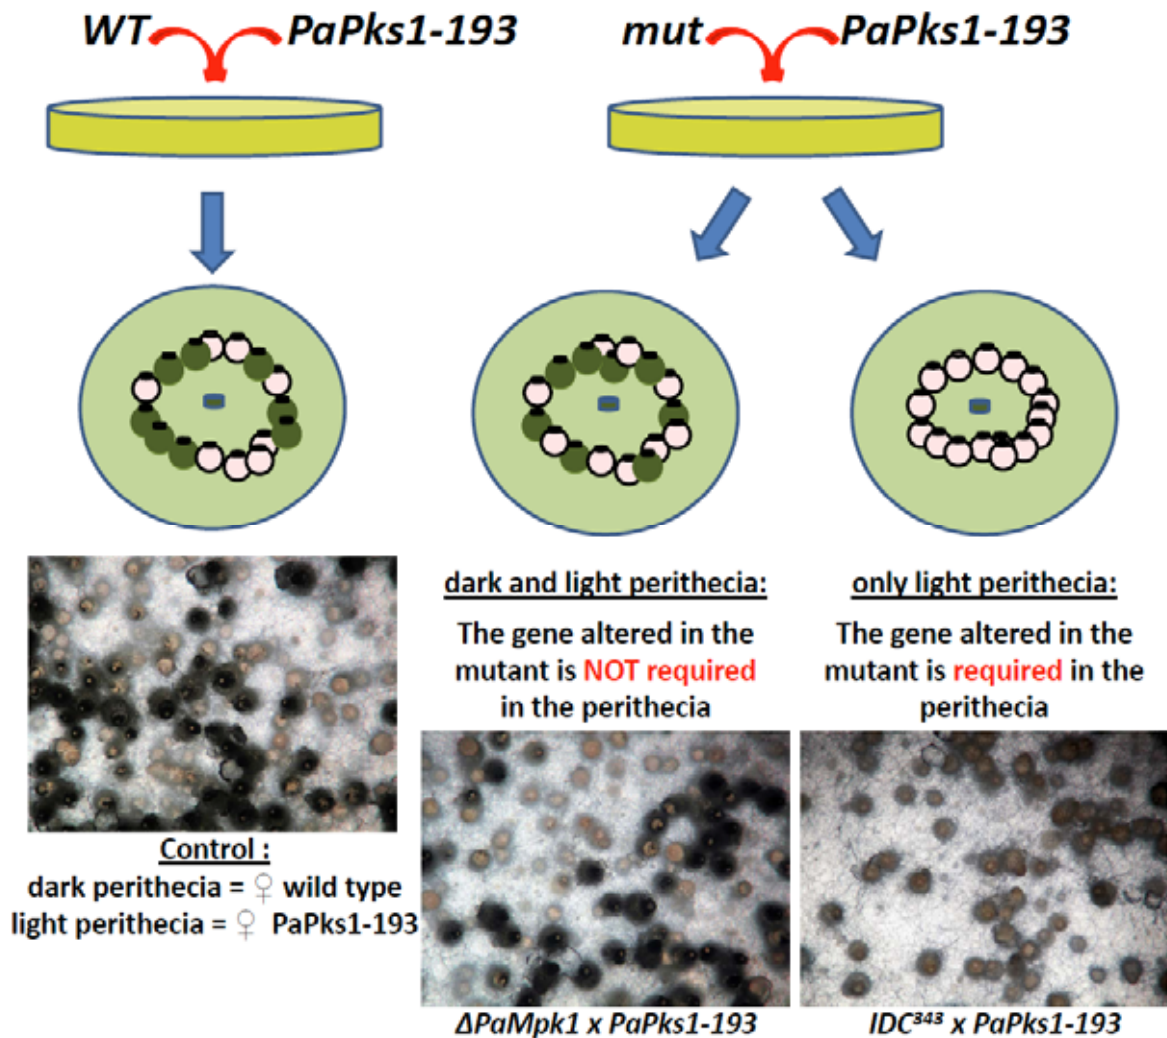 WT PaPks1-193
mut PaPks1-193
Control :
dark perithecia = ♀ wild type
light perithecia = ♀ PaPks1-193
dark and light perithecia:
The gene altered in the
mutant is NOT required
in the perithecia
ΔPaMpk1 x PaPks1-193
only light perithecia:
The gene altered in the
mutant is required in the
perithecia
IDC³⁴³ x PaPks1-193